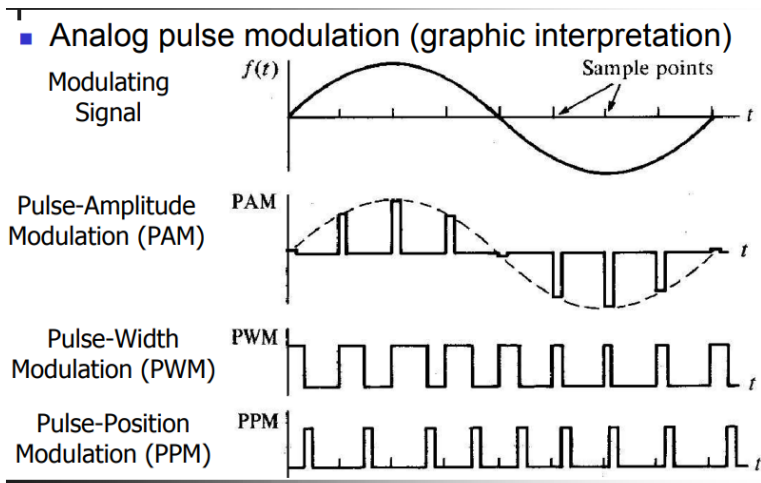 Analog pulse modulation (graphic interpretation)
Modulating
Signal
f(t)
Sample points
t
Pulse-Amplitude
Modulation (PAM)
PAM
t
Pulse-Width
Modulation (PWM)
PWM
t
Pulse-Position
Modulation (PPM)
PPM
t